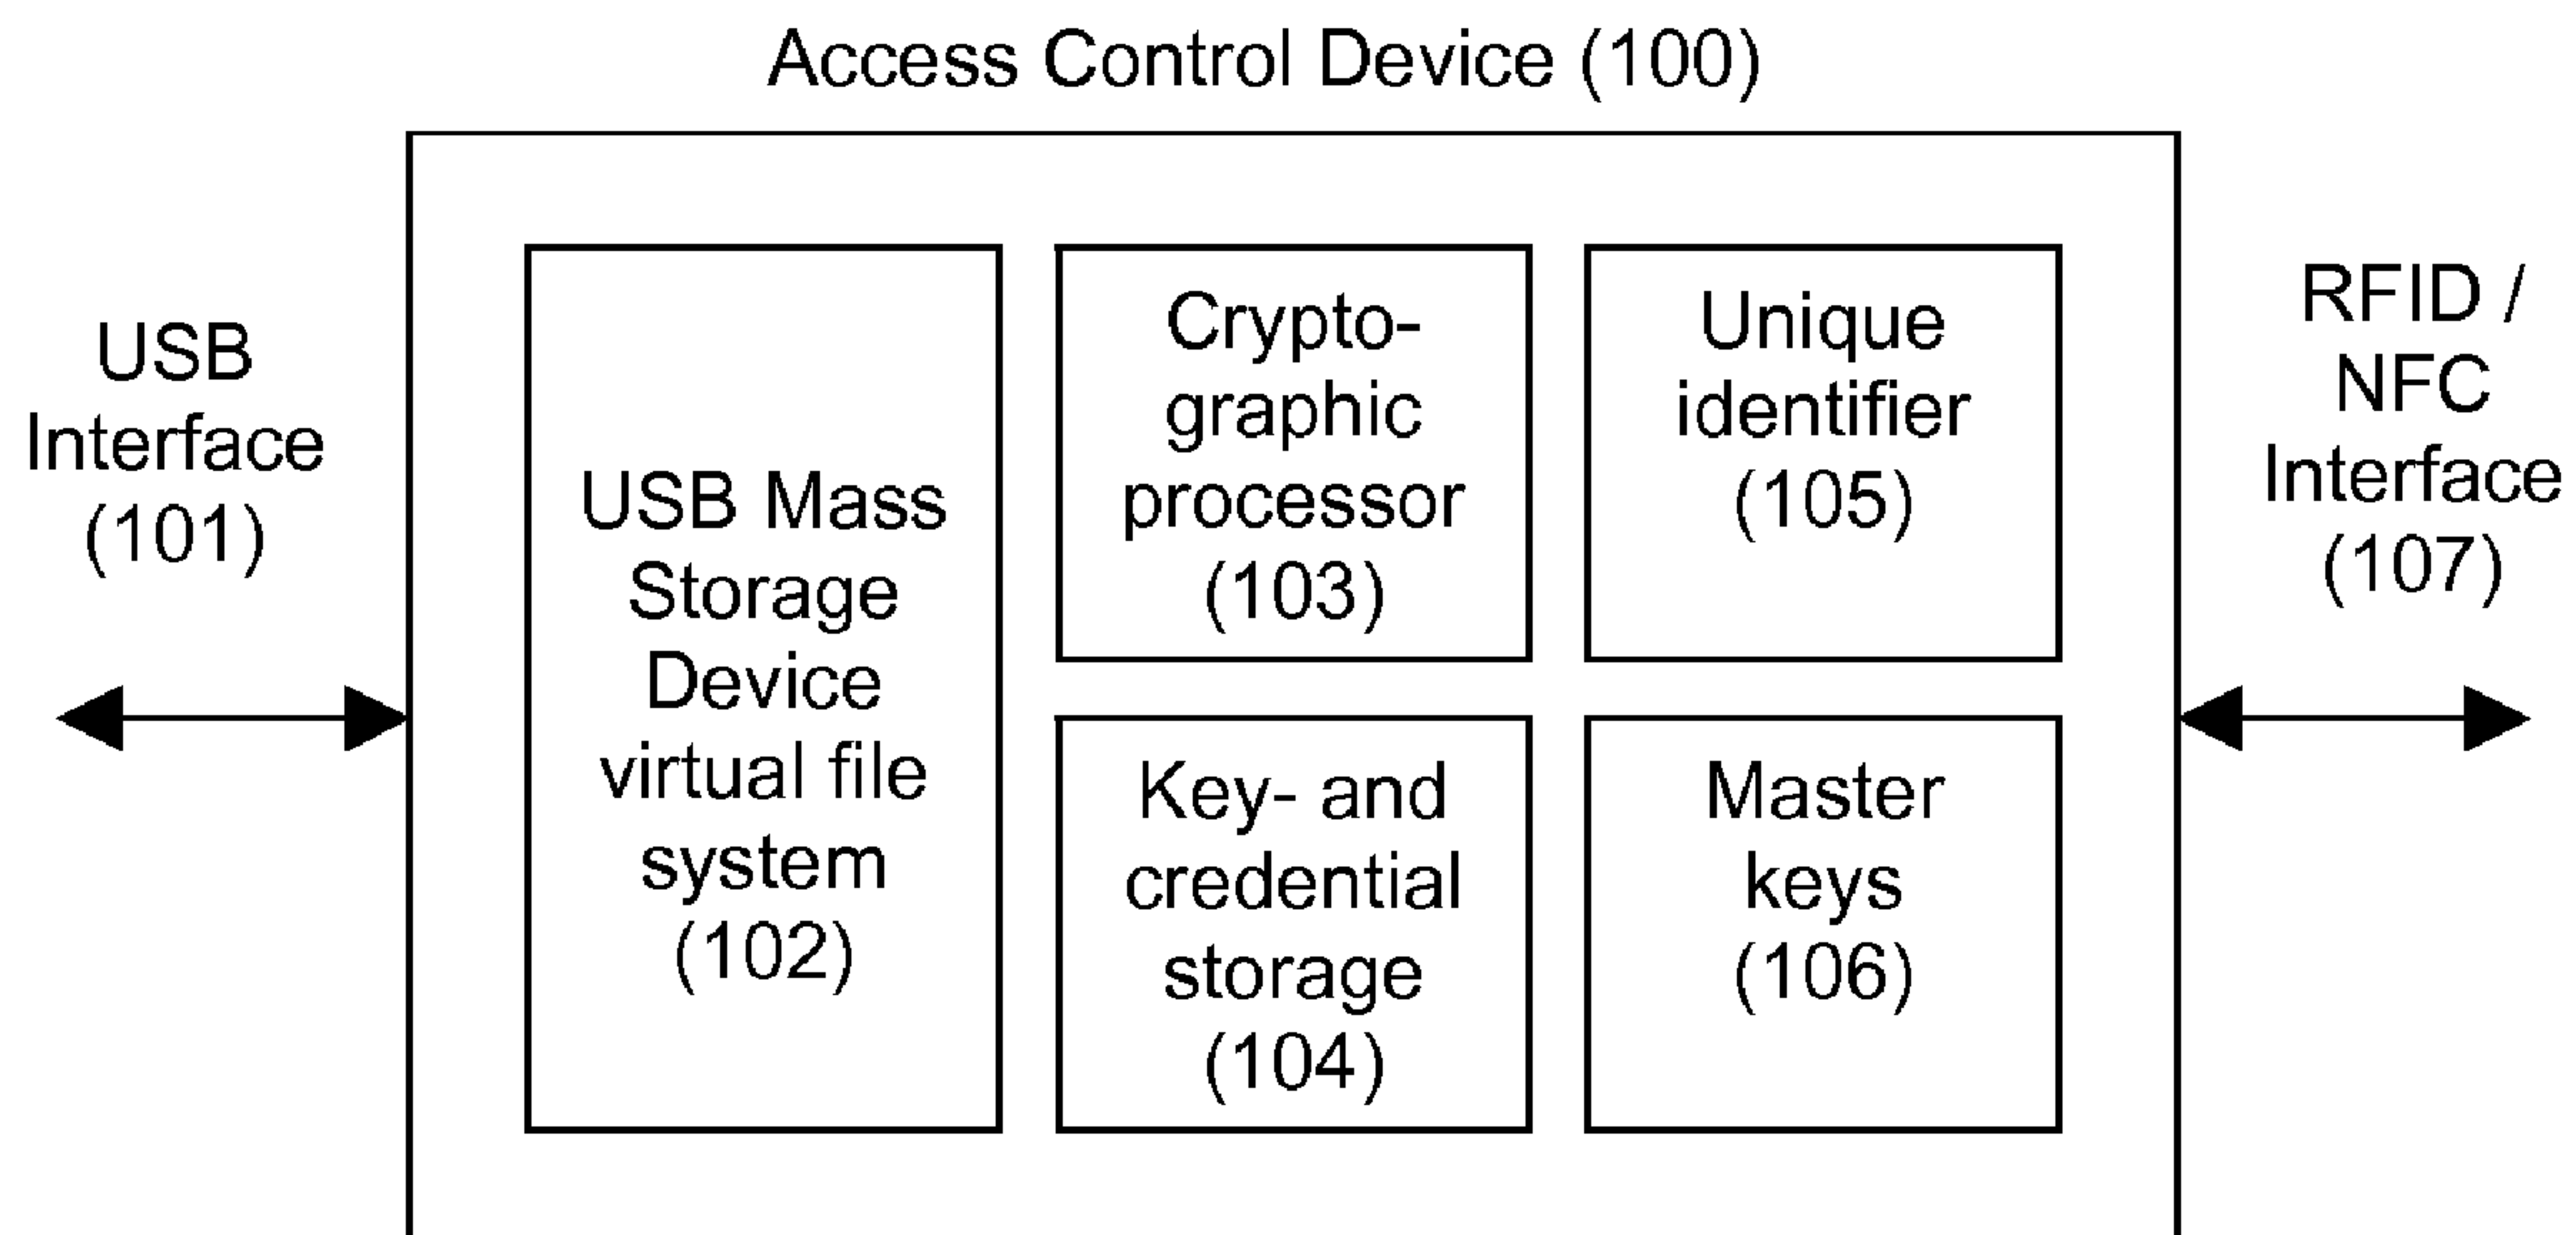 Access Control Device (100)
USB
Interface
(101)
USB Mass
Storage
Device
virtual file
system
(102)
Crypto-
graphic
processor
(103)
Key- and
credential
storage
(104)
Unique
identifier
(105)
Master
keys
(106)
RFID /
NFC
Interface
(107)